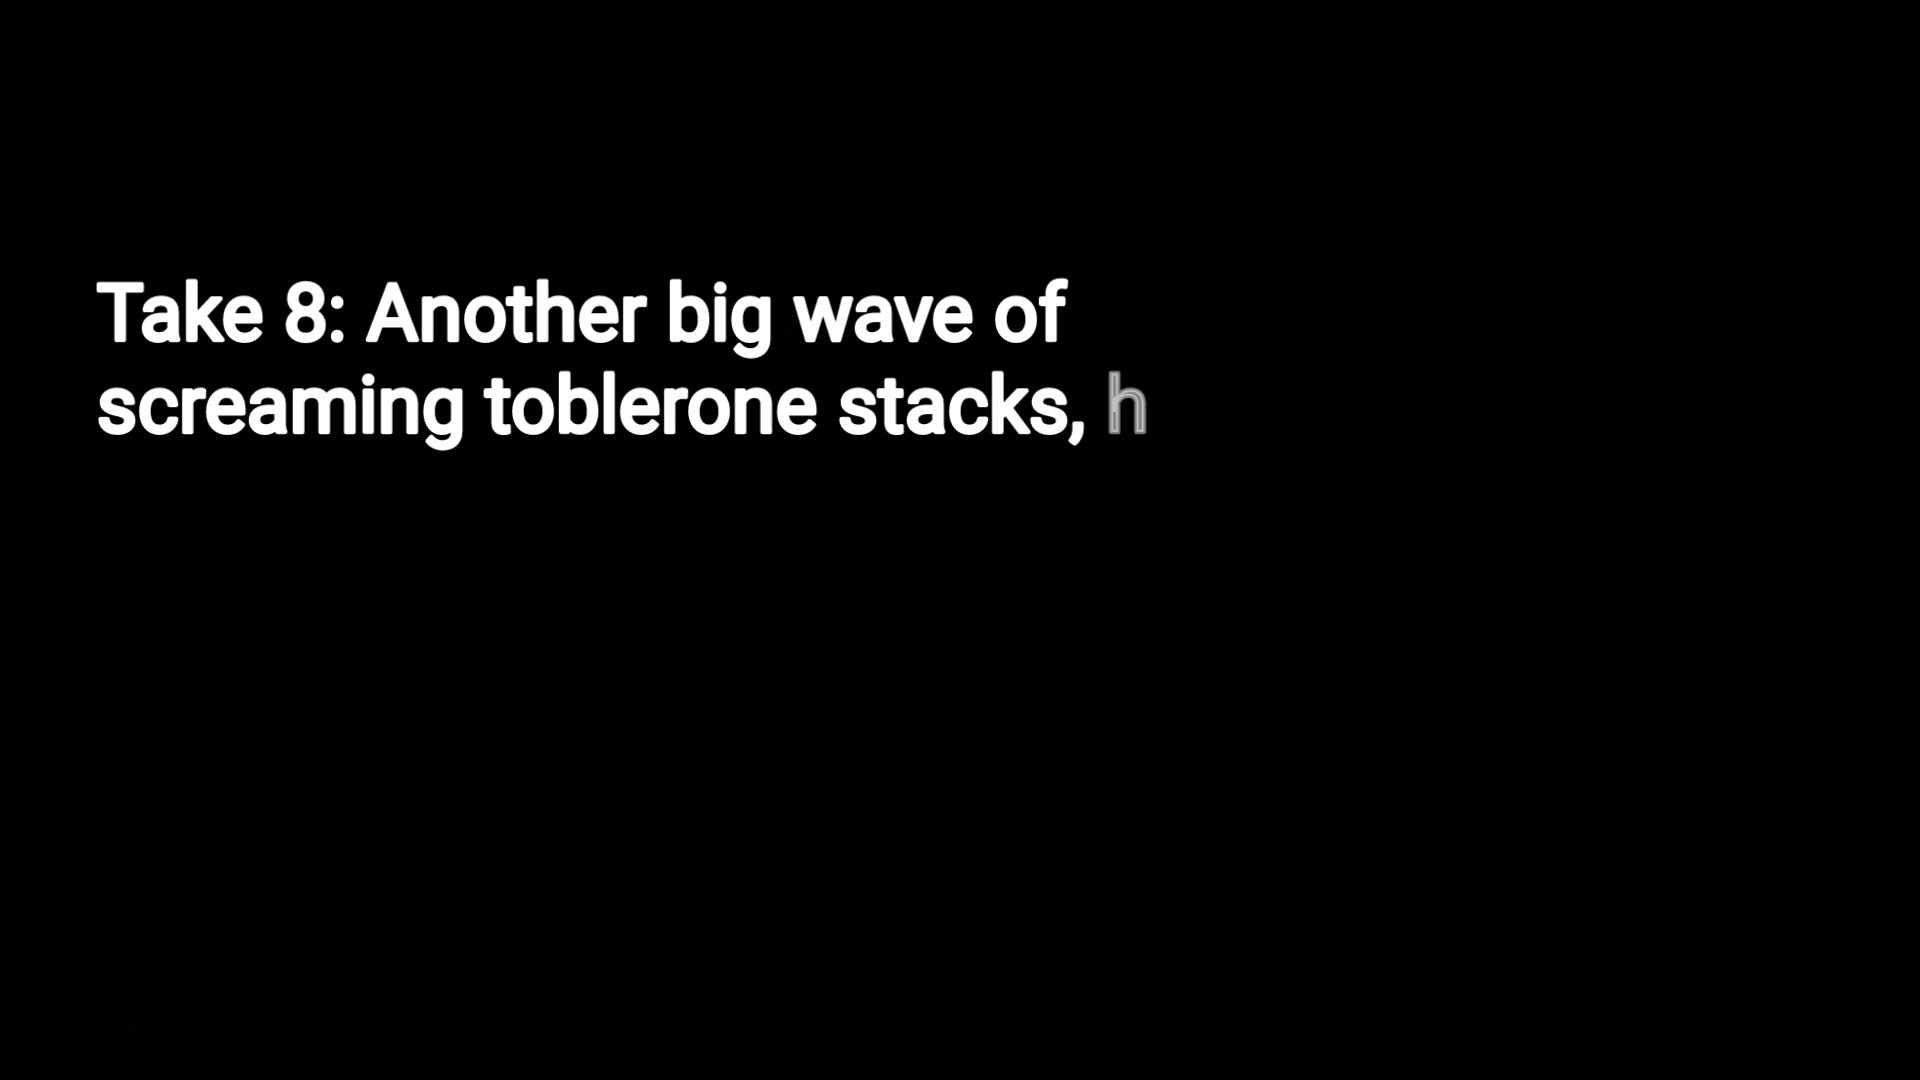 Take 8: Another big wave of
screaming toblerone stacks, h